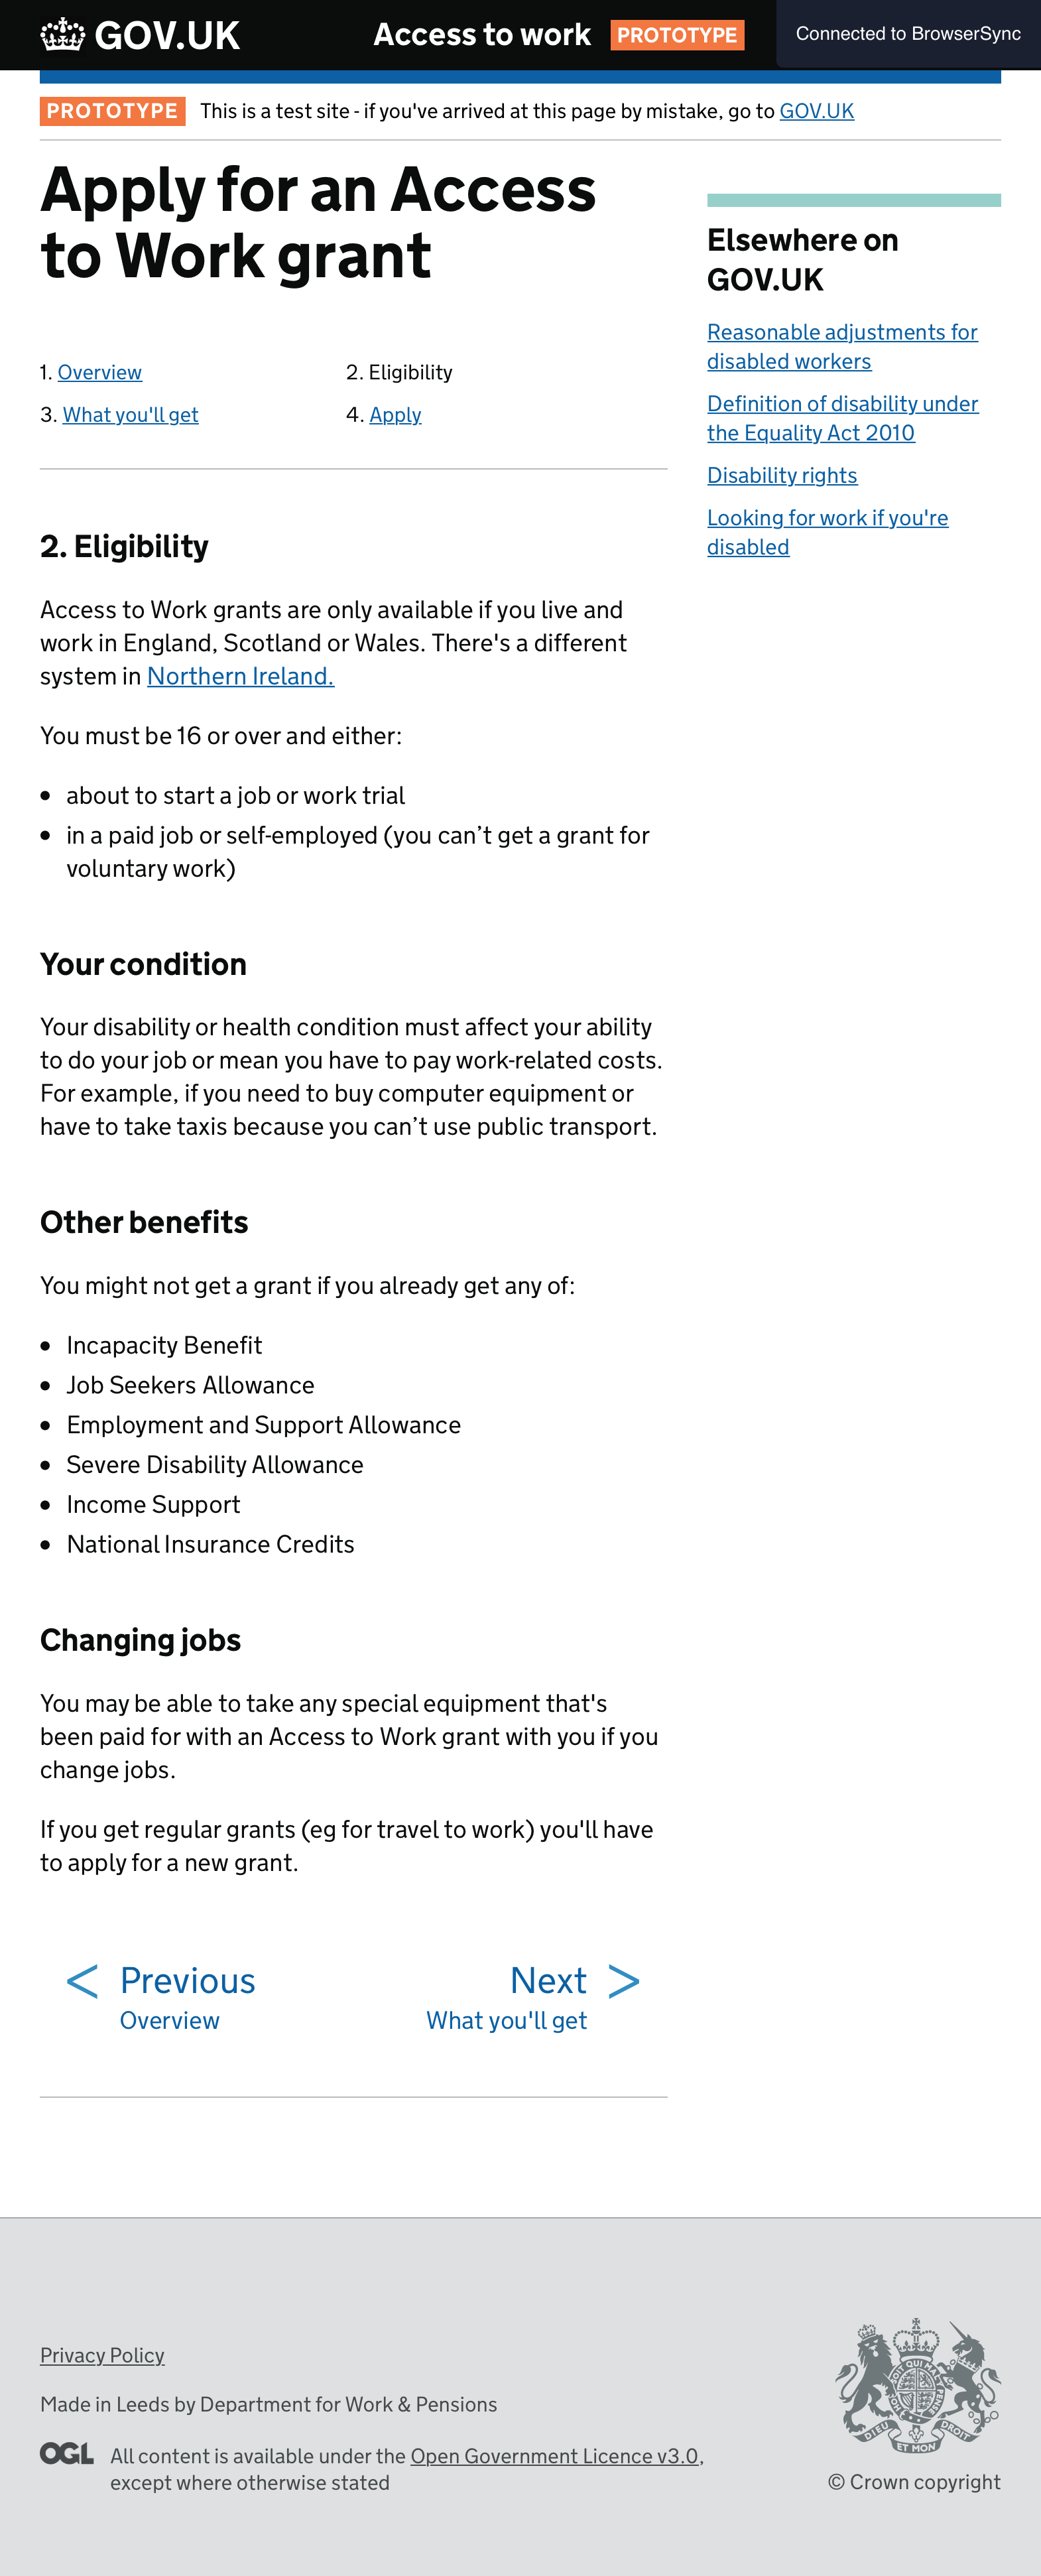 GOV.UK
Access to work PROTOTYPE
Connected to BrowserSync
PROTOTYPE This is a test site - if you've arrived at this page by mistake, go to GOV.UK
Apply for an Access
to Work grant
1. Overview
2. Eligibility
3. What you'll get
4. Apply
2. Eligibility
Access to Work grants are only available if you live and
work in England, Scotland or Wales. There's a different
system in Northern Ireland.
You must be 16 or over and either:
• about to start a job or work trial
• in a paid job or self-employed (you can’t get a grant for
voluntary work)
Your condition
Your disability or health condition must affect your ability
to do your job or mean you have to pay work-related costs.
For example, if you need to buy computer equipment or
have to take taxis because you can’t use public transport.
Other benefits
You might not get a grant if you already get any of:
• Incapacity Benefit
• Job Seekers Allowance
• Employment and Support Allowance
• Severe Disability Allowance
• Income Support
• National Insurance Credits
Changing jobs
You may be able to take any special equipment that's
been paid for with an Access to Work grant with you if you
change jobs.
If you get regular grants (eg for travel to work) you'll have
to apply for a new grant.
< Previous
Overview
Next >
What you'll get
Elsewhere on
GOV.UK
Reasonable adjustments for
disabled workers
Definition of disability under
the Equality Act 2010
Disability rights
Looking for work if you're
disabled
Privacy Policy
Made in Leeds by Department for Work & Pensions
OGL
All content is available under the Open Government Licence v3.0,
except where otherwise stated
DIEU ET MON DROIT
© Crown copyright